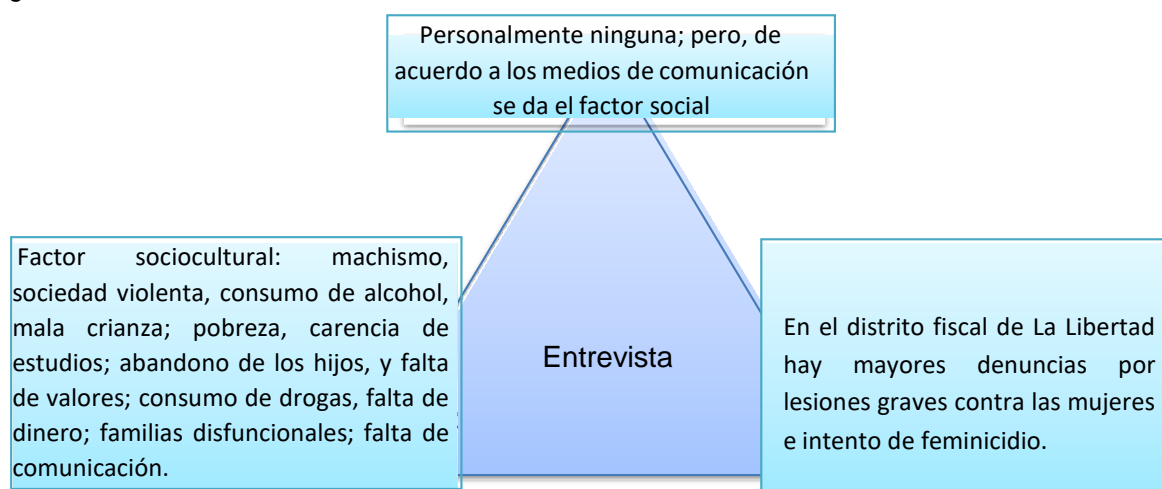 Personalmente ninguna; pero, de
acuerdo a los medios de comunicación
se da el factor social
Factor sociocultural: machismo,
sociedad violenta, consumo de alcohol,
mala crianza; pobreza, carencia de
estudios; abandono de los hijos, y falta
de valores; consumo de drogas, falta de
dinero; familias disfuncionales; falta de
comunicación.
Entrevista
En el distrito fiscal de La Libertad
hay mayores denuncias por
lesiones graves contra las mujeres
e intento de feminicidio.